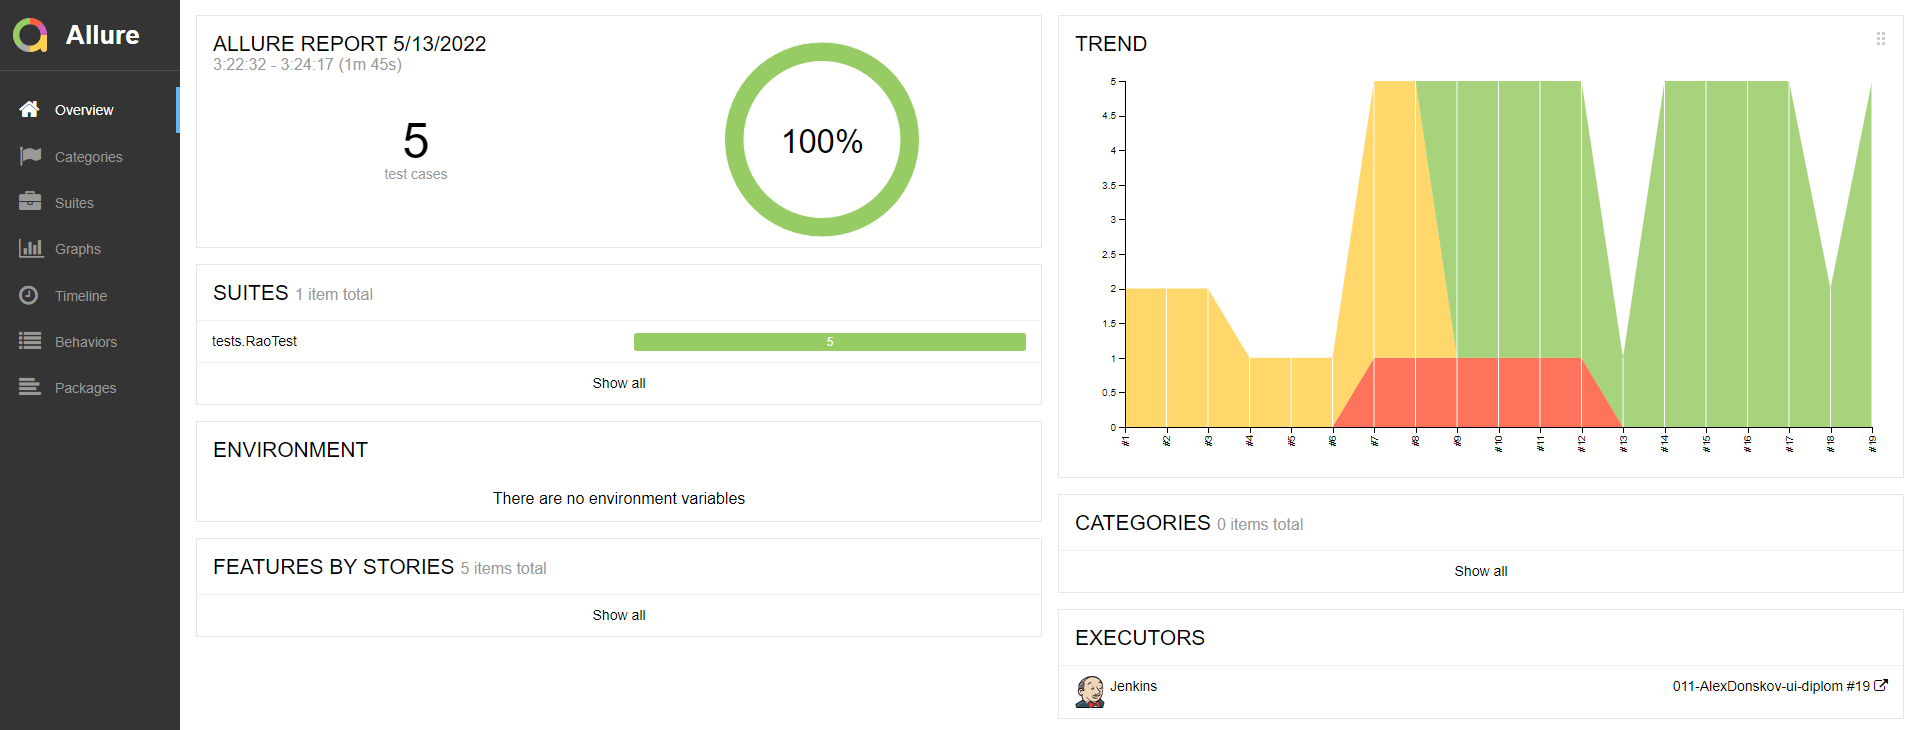 Allure
Overview
Categories
Suites
Graphs
Timeline
Behaviors
Packages
ALLURE REPORT 5/13/2022
3:22:32 - 3:24:17 (1m 45s)
5
test cases
100%
SUITES 1 item total
tests.RaoTest 5
Show all
ENVIRONMENT
There are no environment variables
FEATURES BY STORIES 5 items total
Show all
TREND
5
4.5
4
3.5
3
2.5
2
1.5
1
0.5
0
#1 #2 #3 #4 #5 #6 #7 #8 #9 #10 #11 #12 #13 #14 #15 #16 #17 #18 #19
CATEGORIES 0 items total
Show all
EXECUTORS
Jenkins 011-AlexDonskov-ui-diplom #19